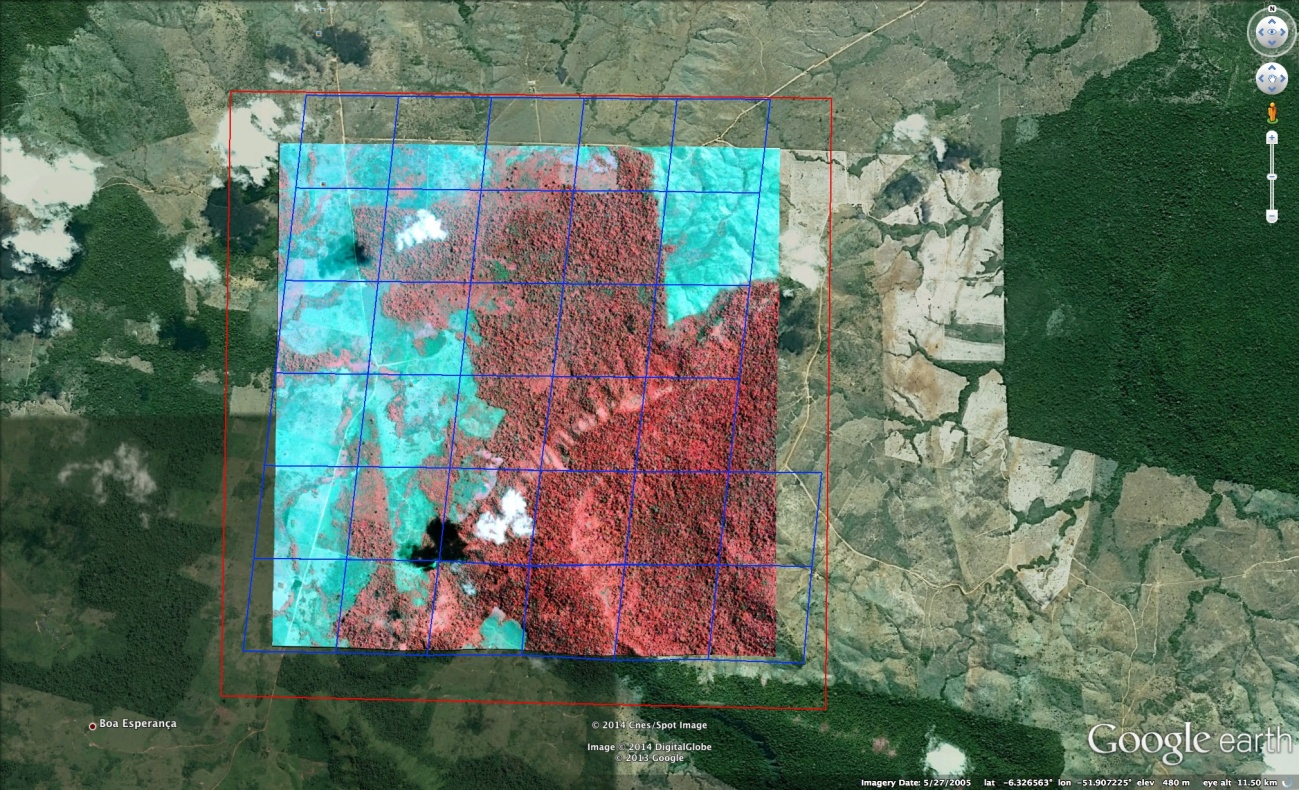 N
Boa Esperança
© 2014 Cnes/Spot Image
Image © 2014 DigitalGlobe
© 2013 Google
Google earth
Imagery Date: 5/27/2005 lat -6.326563° lon -51.907225° elev 480 m eye alt 11.50 km